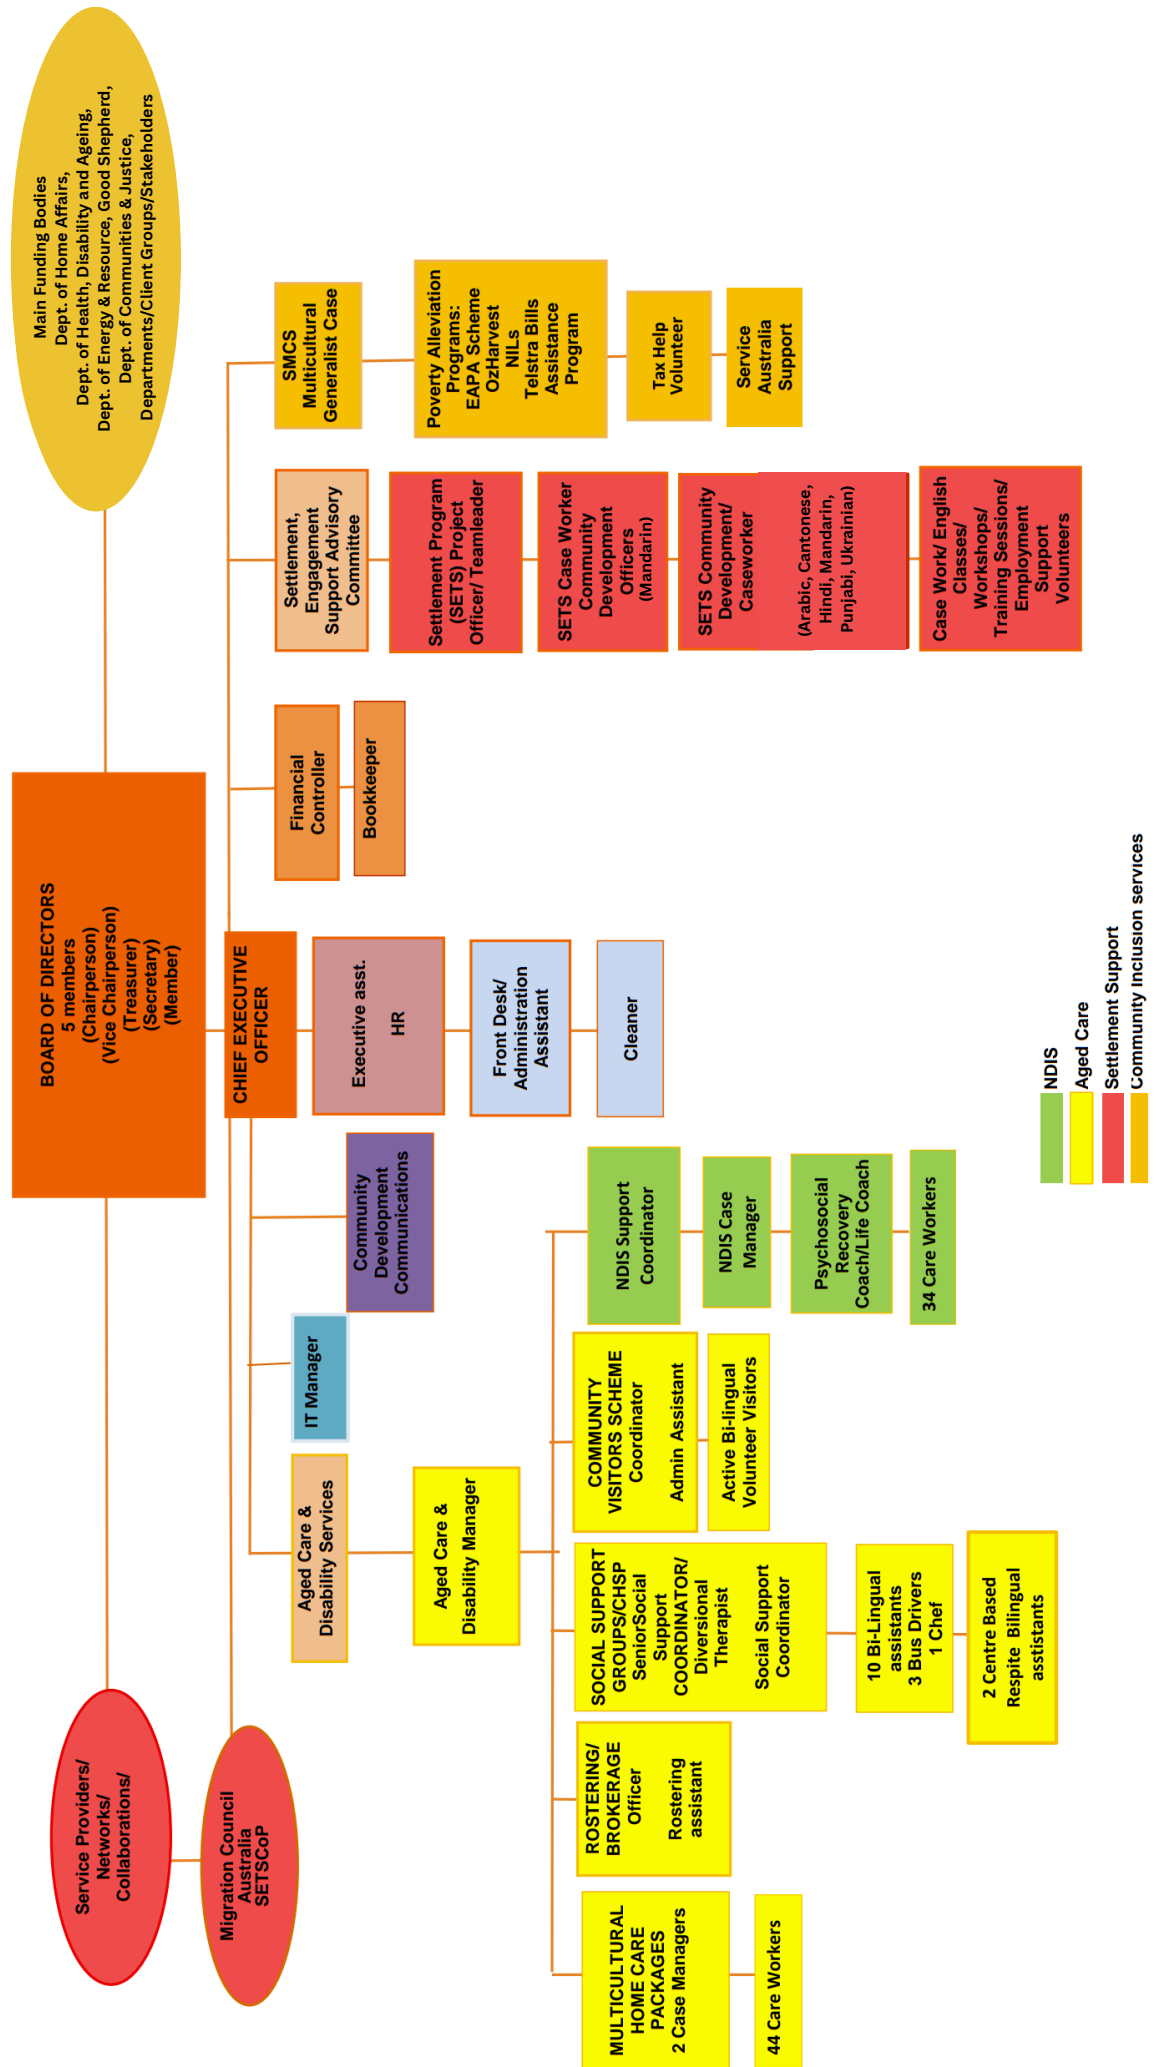 Main Funding Bodies
Dept. of Home Affairs,
Dept. of Health, Disability and Ageing,
Dept. of Energy & Resource, Good Shepherd,
Dept. of Communities & Justice,
Departments/Client Groups/Stakeholders
BOARD OF DIRECTORS
5 members
(Chairperson)
(Vice Chairperson)
(Treasurer)
(Secretary)
(Member)
Service Providers/
Networks/
Collaborations/
Migration Council
Australia
SETSCoP
CHIEF EXECUTIVE
OFFICER
Aged Care &
Disability Services
IT Manager
Community
Development
Communications
Executive asst.
HR
Front Desk/
Administration
Assistant
Cleaner
Financial
Controller
Bookkeeper
Settlement,
Engagement
Support Advisory
Committee
Settlement Program
(SETS) Project
Officer/ Teamleader
SETS Case Worker
Community
Development
Officers
(Mandarin)
SETS Community
Development/
Caseworker
(Arabic, Cantonese,
Hindi, Mandarin,
Punjabi, Ukrainian)
Case Work/ English
Classes/
Workshops/
Training Sessions/
Employment
Support
Volunteers
SMCS
Multicultural
Generalist Case
Poverty Alleviation
Programs:
EAPA Scheme
OzHarvest
NILs
Telstra Bills
Assistance
Program
Tax Help
Volunteer
Service
Australia
Support
Aged Care &
Disability Manager
MULTICULTURAL
HOME CARE
PACKAGES
2 Case Managers
44 Care Workers
ROSTERING/
BROKERAGE
Officer
Rostering
assistant
SOCIAL SUPPORT
GROUPS/CHSP
SeniorSocial
Support
COORDINATOR/
Diversional
Therapist
Social Support
Coordinator
10 Bi-Lingual
assistants
3 Bus Drivers
1 Chef
2 Centre Based
Respite Bilingual
asstistants
COMMUNITY
VISITORS SCHEME
Coordinator
Admin Assistant
Active Bi-lingual
Volunteer Visitors
NDIS Support
Coordinator
NDIS Case
Manager
Psychosocial
Recovery
Coach/Life Coach
34 Care Workers
NDIS
Aged Care
Settlement Support
Community Inclusion services